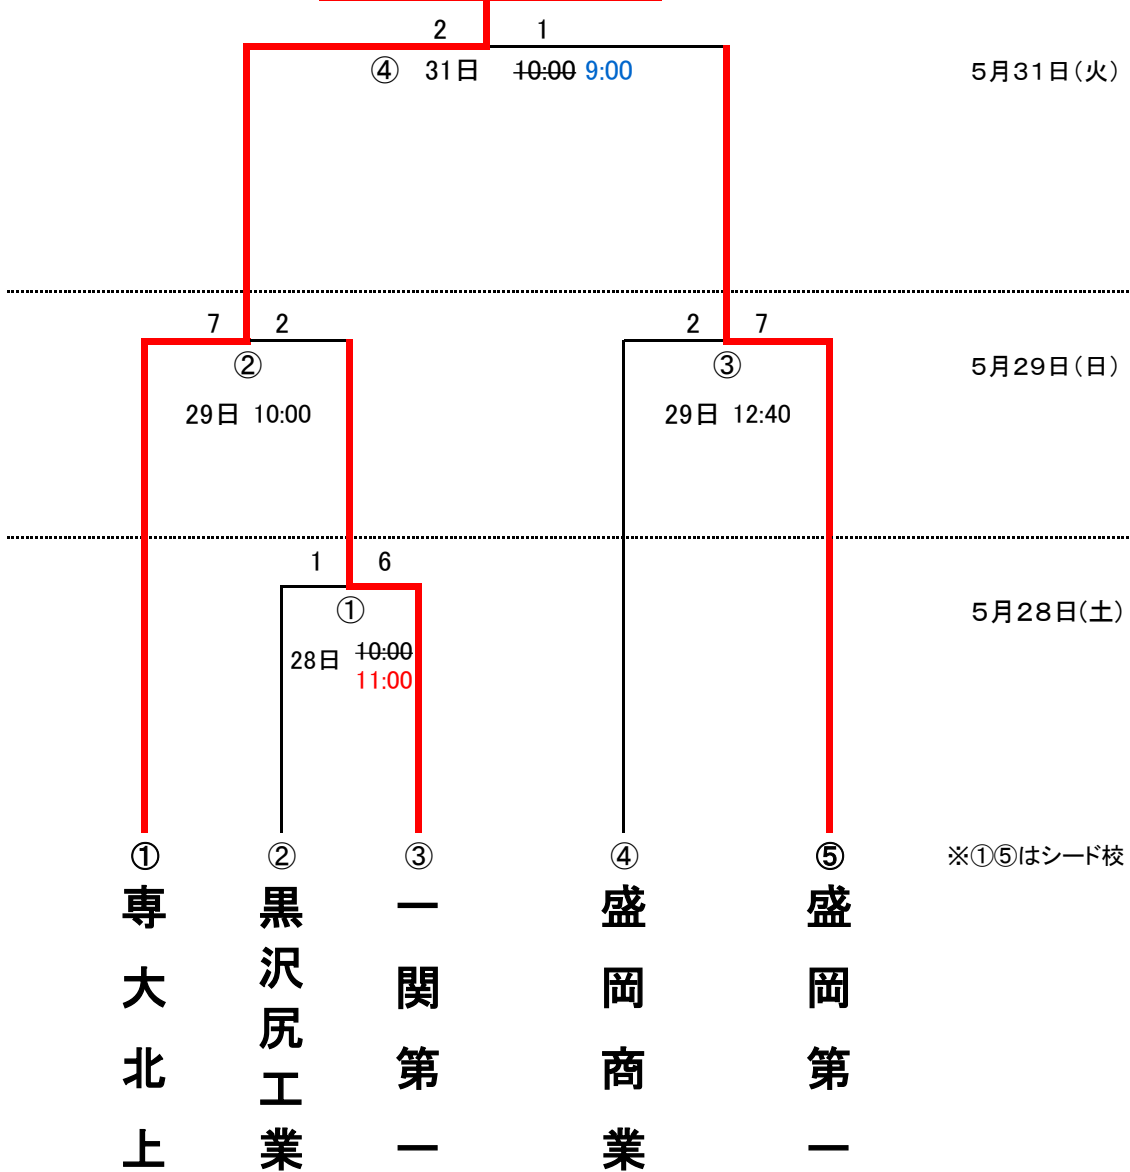 2 1
④ 31日 10:00 9:00
5月31日(火)
7 2
2 7
②
③
5月29日(日)
29日 10:00
29日 12:40
1 6
①
5月28日(土)
28日 10:00
11:00
① ② ③ ④ ⑤
※①⑤はシード校
専大北上
黒沢尻工業
一関第一
盛岡商業
盛岡第一